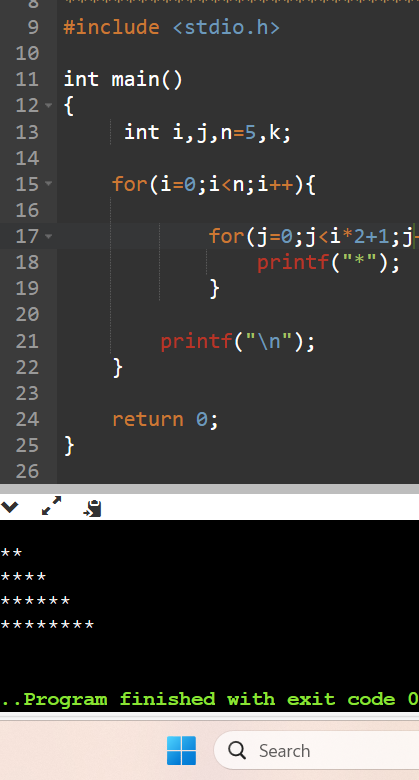 8 ******************************
9 #include <stdio.h>
10
11 int main()
12 {
13 int i,j,n=5,k;
14
15 for(i=0;i<n;i++){
16
17 for(j=0;j<i*2+1;j+
18 printf("*");
19 }
20
21 printf("\n");
22 }
23
24 return 0;
25 }
26
**
****
******
********
..Program finished with exit code 0
Search